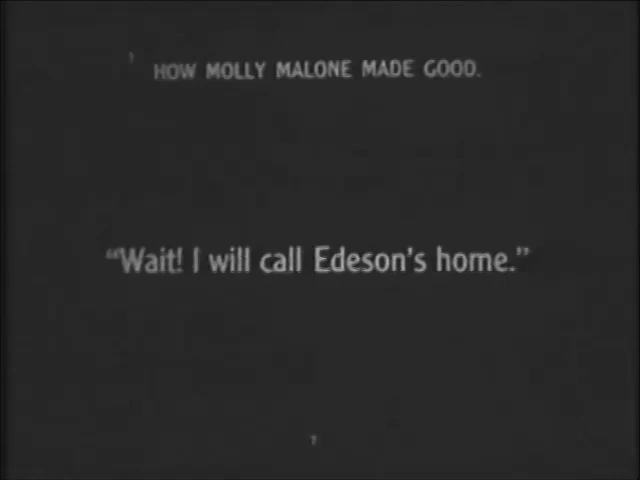 HOW MOLLY MALONE MADE GOOD.
“Wait! I will call Edeson's home.”